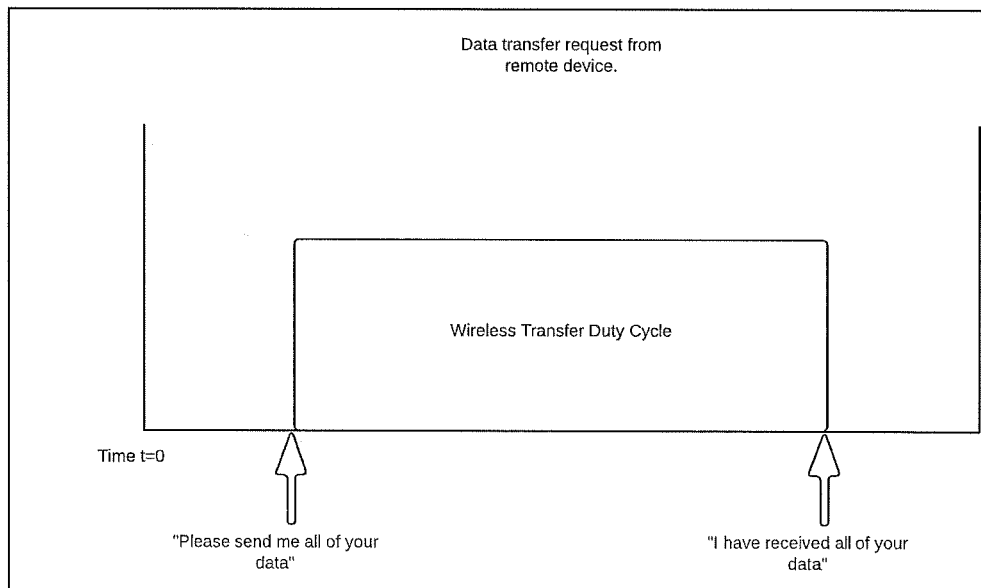 Data transfer request from
remote device.
Wireless Transfer Duty Cycle
Time t=0
"Please send me all of your
data"
"I have received all of your
data"